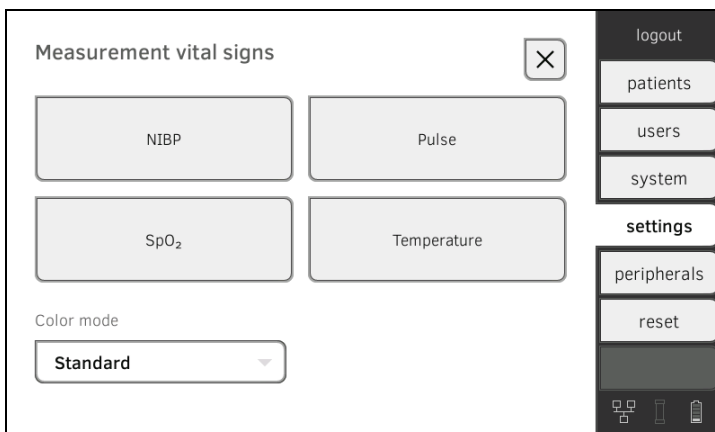 Measurement vital signs
NIBP
Pulse
SpO₂
Temperature
Color mode
Standard
logout
patients
users
system
settings
peripherals
reset